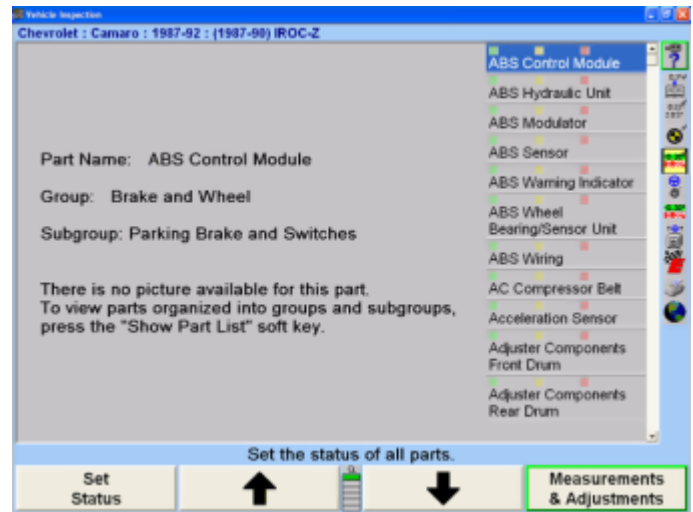 Vehicle Inspection
Chevrolet : Camaro : 1987-92 : (1987-90) IROC-Z
Part Name: ABS Control Module
Group: Brake and Wheel
Subgroup: Parking Brake and Switches
There is no picture available for this part.
To view parts organized into groups and subgroups,
press the "Show Part List" soft key.
ABS Control Module
ABS Hydraulic Unit
ABS Modulator
ABS Sensor
ABS Warning Indicator
ABS Wheel
Bearing/Sensor Unit
ABS Wiring
AC Compressor Belt
Acceleration Sensor
Adjuster Components
Front Drum
Adjuster Components
Rear Drum
Set the status of all parts.
Set
Status
Measurements
& Adjustments